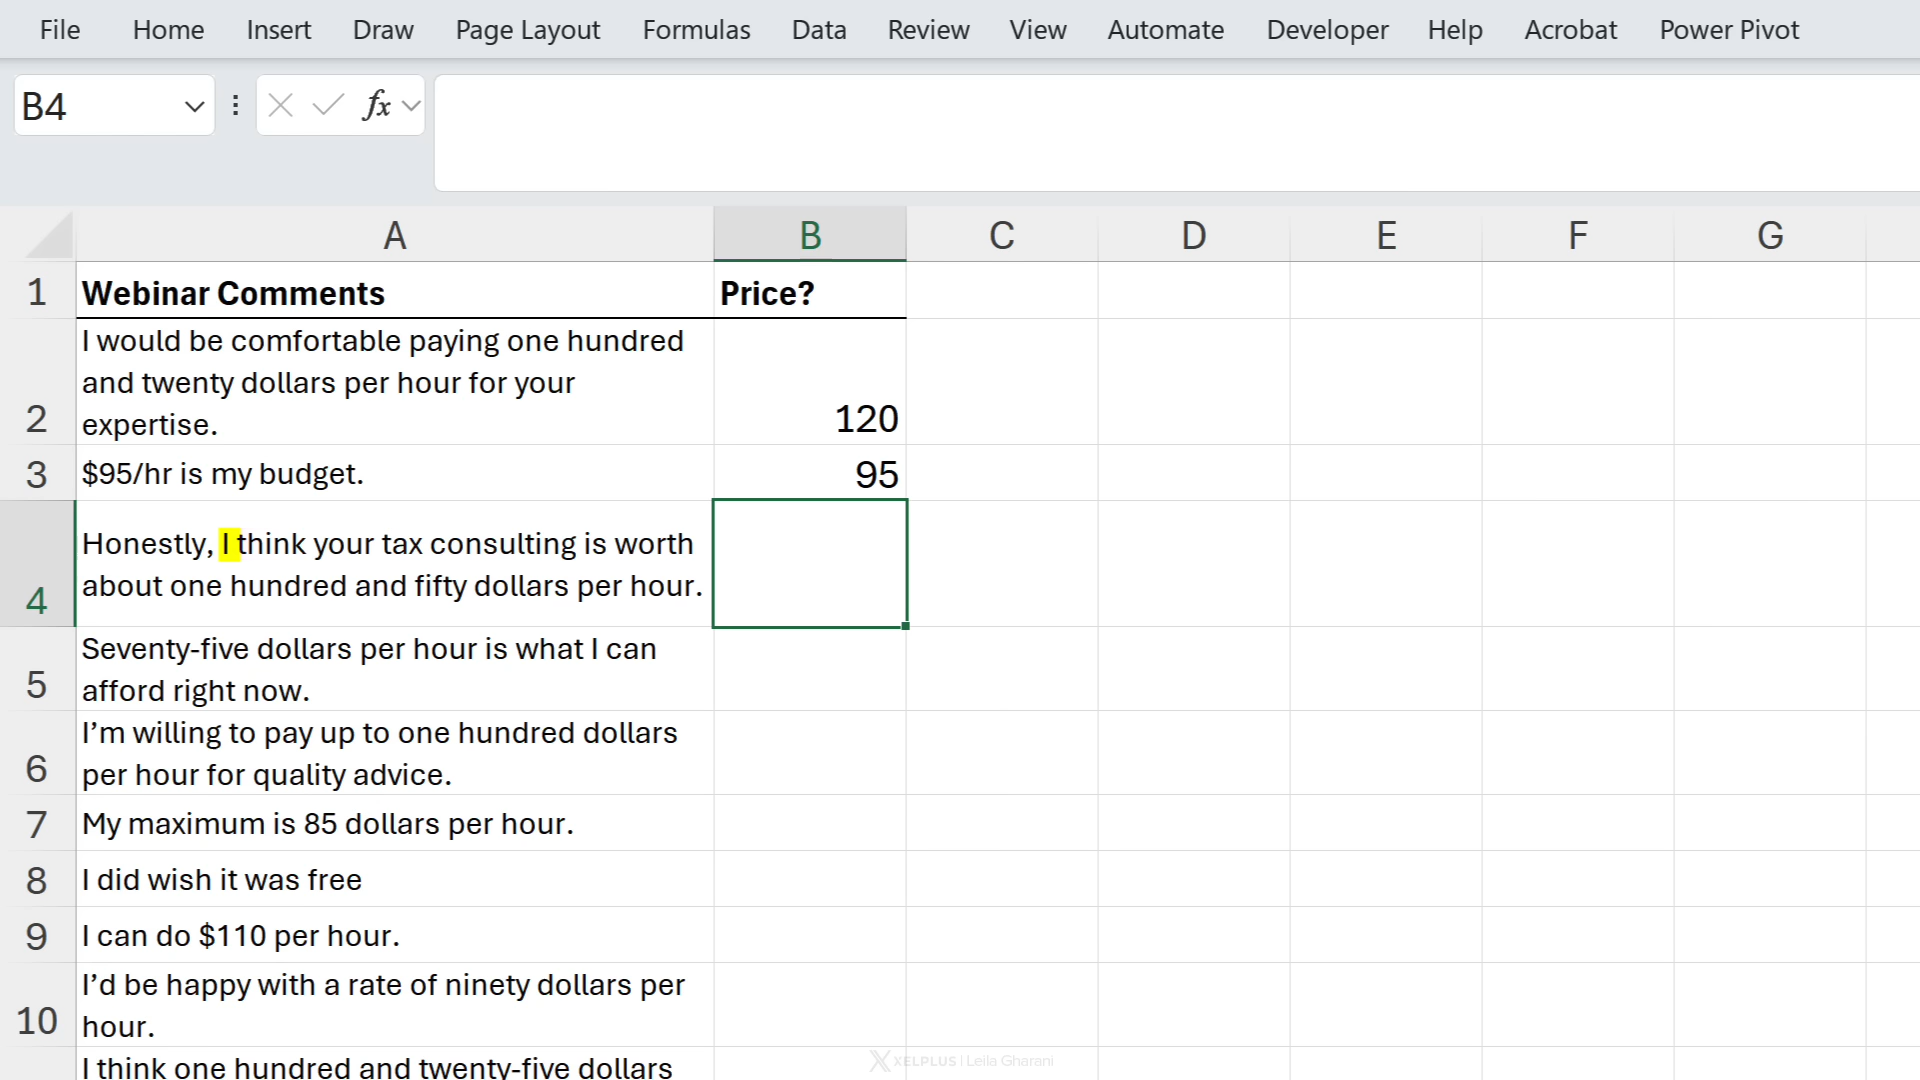 File Home Insert Draw Page Layout Formulas Data Review View Automate Developer Help Acrobat Power Pivot
B4 fx
A B C D E F G
1 Webinar Comments Price?
I would be comfortable paying one hundred
and twenty dollars per hour for your
2 expertise. 120
3 $95/hr is my budget. 95
Honestly, I think your tax consulting is worth
about one hundred and fifty dollars per hour.
4
Seventy-five dollars per hour is what I can
5 afford right now.
I’m willing to pay up to one hundred dollars
6 per hour for quality advice.
7 My maximum is 85 dollars per hour.
8 I did wish it was free
9 I can do $110 per hour.
I’d be happy with a rate of ninety dollars per
10 hour.
I think one hundred and twenty-five dollars
XELPLUS | Leila Gharani